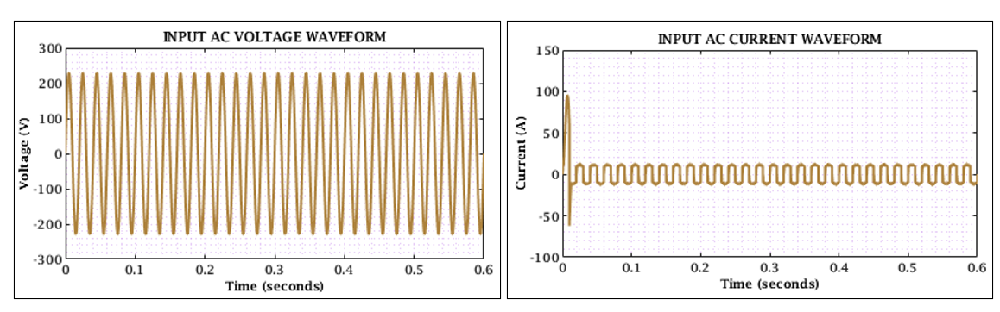 INPUT AC VOLTAGE WAVEFORM
300
200
100
0
-100
-200
-300
Voltage (V)
0 0.1 0.2 0.3 0.4 0.5 0.6
Time (seconds)
INPUT AC CURRENT WAVEFORM
150
100
50
0
-50
-100
Current (A)
0 0.1 0.2 0.3 0.4 0.5 0.6
Time (seconds)